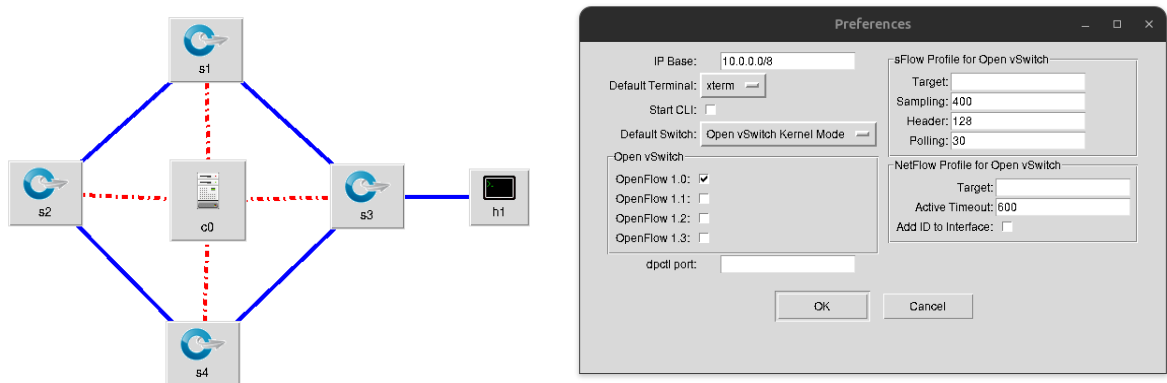 s1
s2
c0
s3
h1
s4
Preferences
IP Base: 10.0.0.0/8
Default Terminal: xterm
Start CLI:
Default Switch: Open vSwitch Kernel Mode
Open vSwitch
OpenFlow 1.0:
OpenFlow 1.1:
OpenFlow 1.2:
OpenFlow 1.3:
dpctl port:
sFlow Profile for Open vSwitch
Target:
Sampling: 400
Header: 128
Polling: 30
NetFlow Profile for Open vSwitch
Target:
Active Timeout: 600
Add ID to Interface:
OK
Cancel